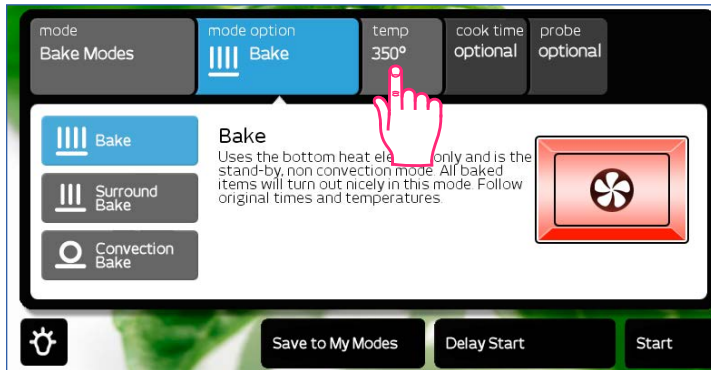 mode
Bake Modes
mode option
Bake
temp
350°
cook time
optional
probe
optional
Bake
Surround
Bake
Convection
Bake
Bake
Uses the bottom heat ele only and is the
stand-by, non convection mode. All baked
items will turn out nicely in this mode. Follow
original times and temperatures.
Save to My Modes
Delay Start
Start